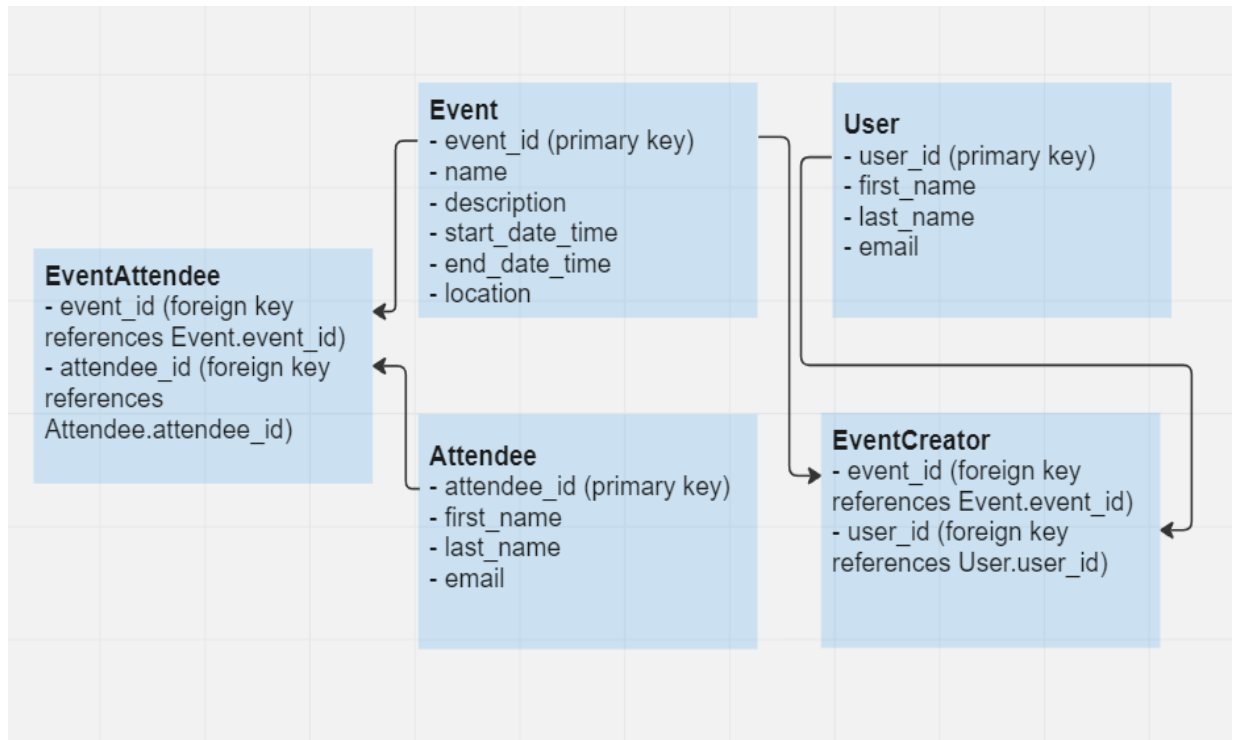 Event
- event_id (primary key)
- name
- description
- start_date_time
- end_date_time
- location
User
- user_id (primary key)
- first_name
- last_name
- email
EventAttendee
- event_id (foreign key
references Event.event_id)
- attendee_id (foreign key
references
Attendee.attendee_id)
Attendee
- attendee_id (primary key)
- first_name
- last_name
- email
EventCreator
- event_id (foreign key
references Event.event_id)
- user_id (foreign key
references User.user_id)